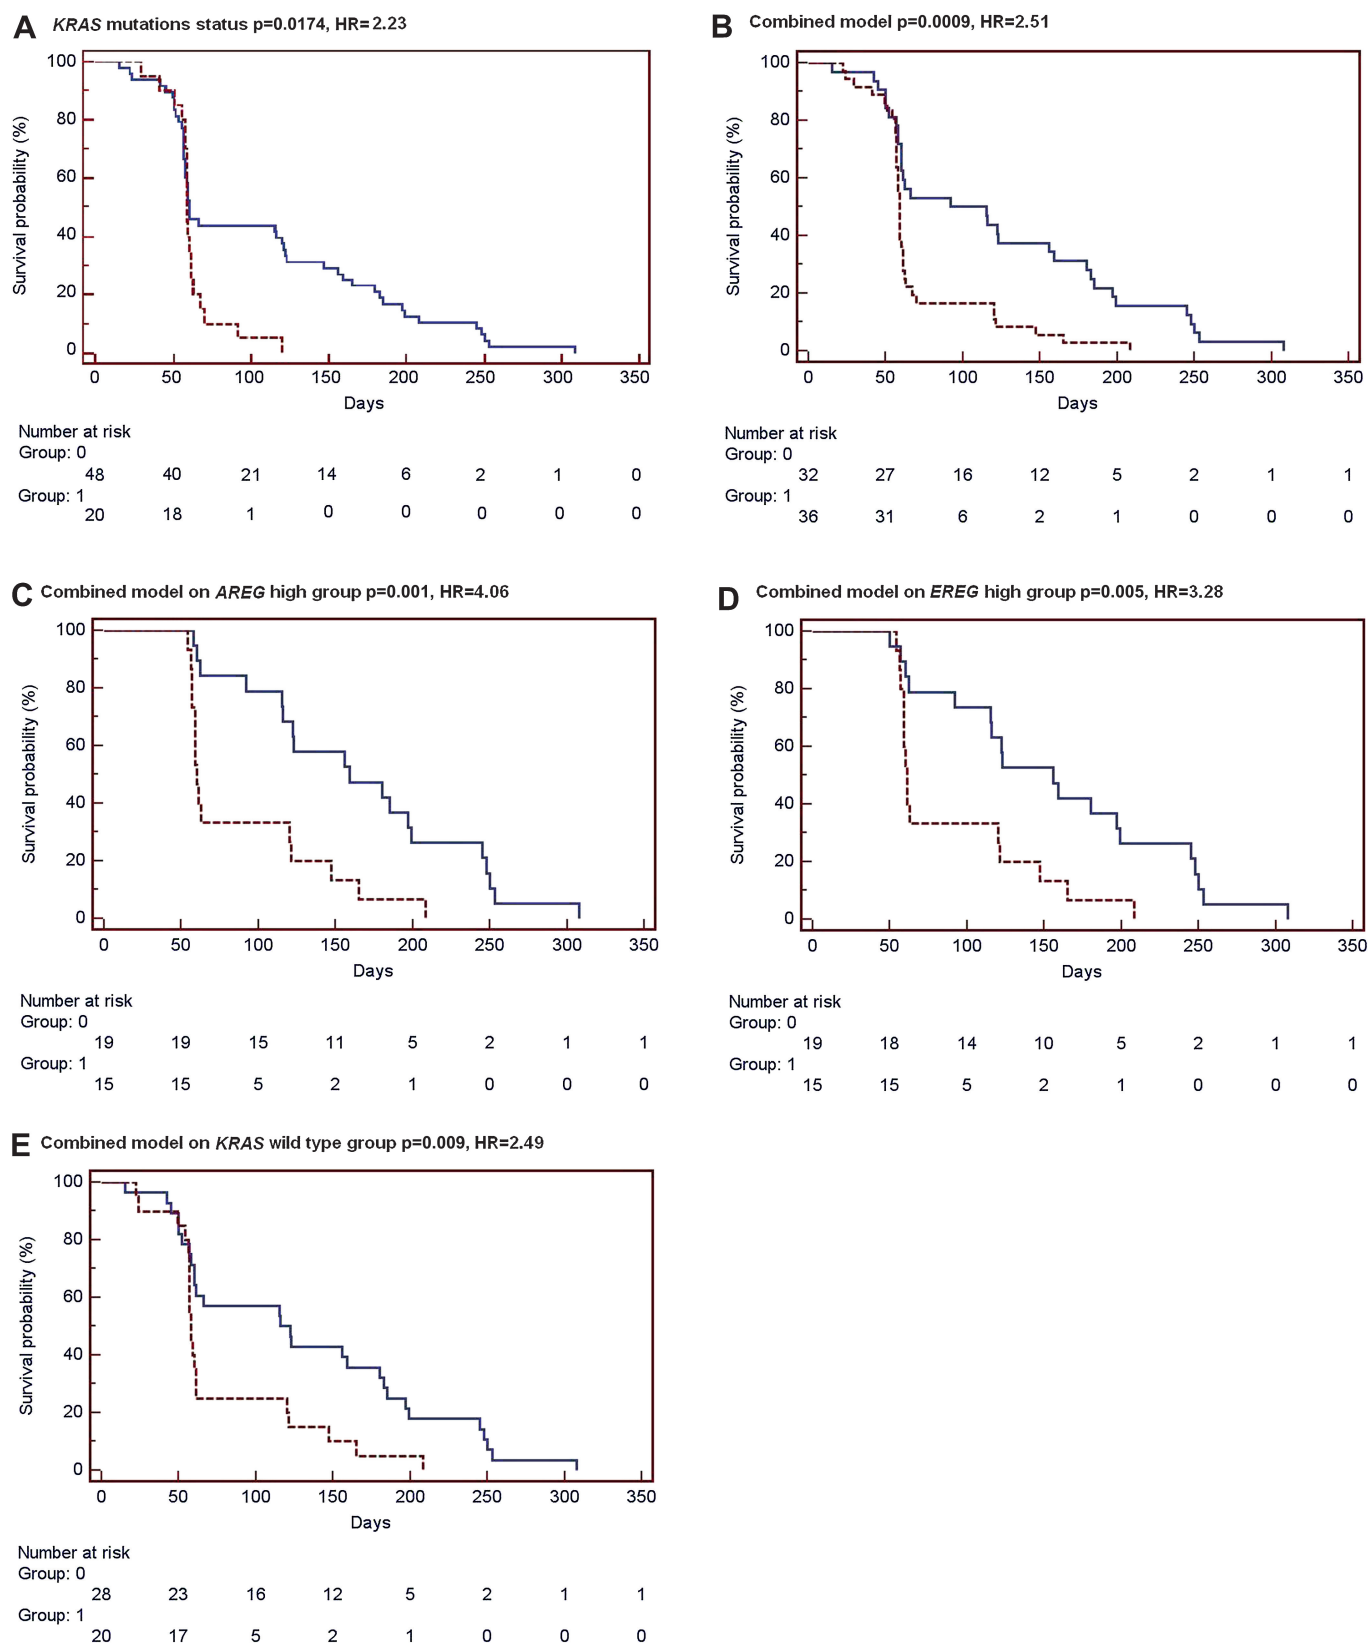 A KRAS mutations status p=0.0174, HR=2.23
Survival probability (%)
100
80
60
40
20
0
0 50 100 150 200 250 300 350
Days
Number at risk
Group: 0
48 40 21 14 6 2 1 0
Group: 1
20 18 1 0 0 0 0 0
B Combined model p=0.0009, HR=2.51
Survival probability (%)
100
80
60
40
20
0
0 50 100 150 200 250 300 350
Days
Number at risk
Group: 0
32 27 16 12 5 2 1 1
Group: 1
36 31 6 2 1 0 0 0
C Combined model on AREG high group p=0.001, HR=4.06
Survival probability (%)
100
80
60
40
20
0
0 50 100 150 200 250 300 350
Days
Number at risk
Group: 0
19 19 15 11 5 2 1 1
Group: 1
15 15 5 2 1 0 0 0
D Combined model on EREG high group p=0.005, HR=3.28
Survival probability (%)
100
80
60
40
20
0
0 50 100 150 200 250 300 350
Days
Number at risk
Group: 0
19 18 14 10 5 2 1 1
Group: 1
15 15 5 2 1 0 0 0
E Combined model on KRAS wild type group p=0.009, HR=2.49
Survival probability (%)
100
80
60
40
20
0
0 50 100 150 200 250 300 350
Days
Number at risk
Group: 0
28 23 16 12 5 2 1 1
Group: 1
20 17 5 2 1 0 0 0